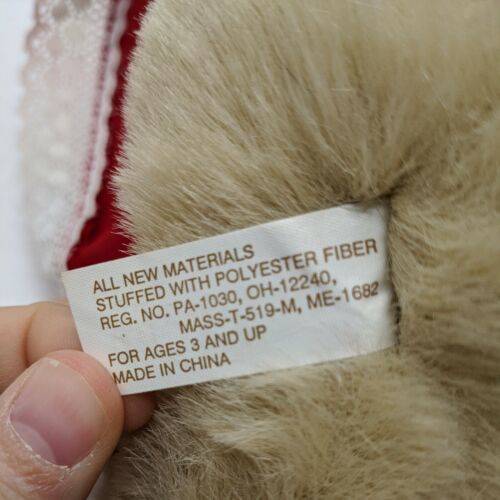 ALL NEW MATERIALS
STUFFED WITH POLYESTER FIBER
REG. NO. PA-1030, OH-12240,
MASS-T-519-M, ME-1682
FOR AGES 3 AND UP
MADE IN CHINA